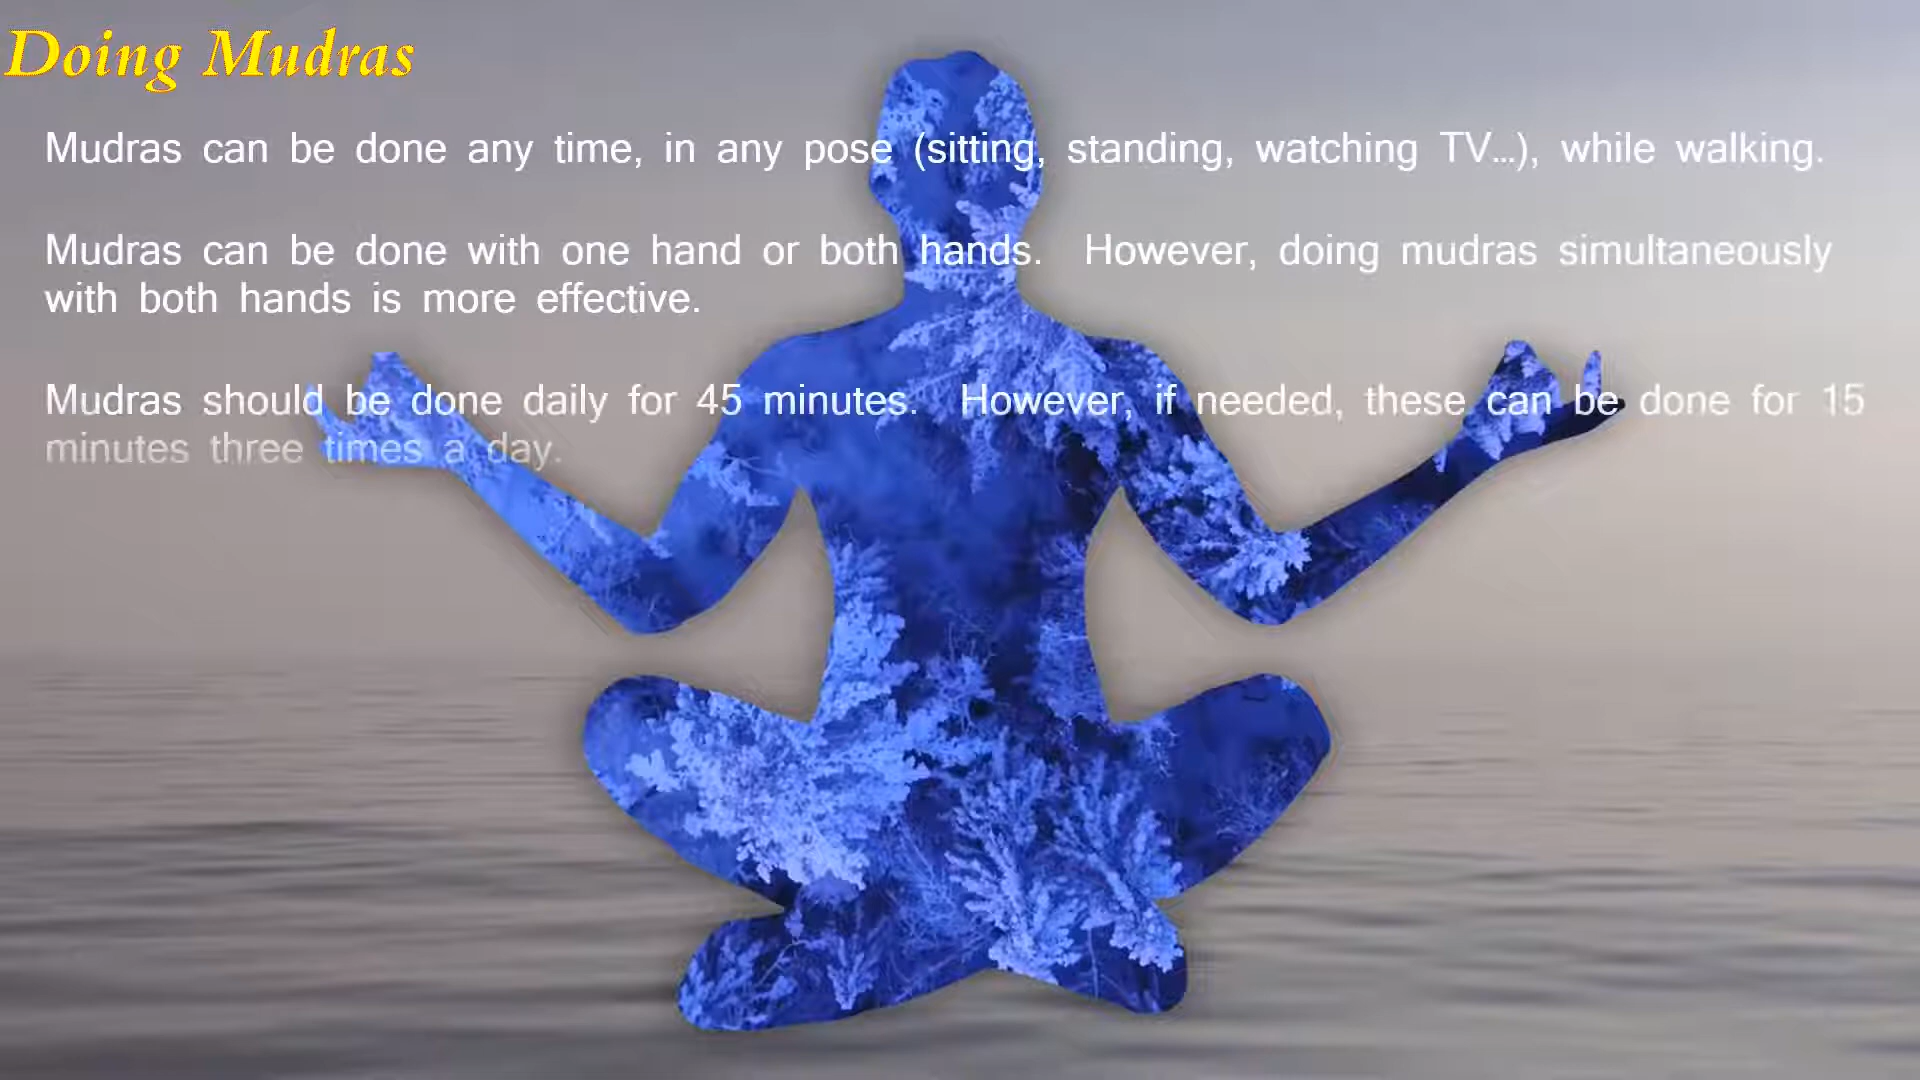 Doing Mudras
Mudras can be done any time, in any pose (sitting, standing, watching TV...), while walking.
Mudras can be done with one hand or both hands. However, doing mudras simultaneously
with both hands is more effective.
Mudras should be done daily for 45 minutes. However, if needed, these can be done for 15
minutes three times a day.